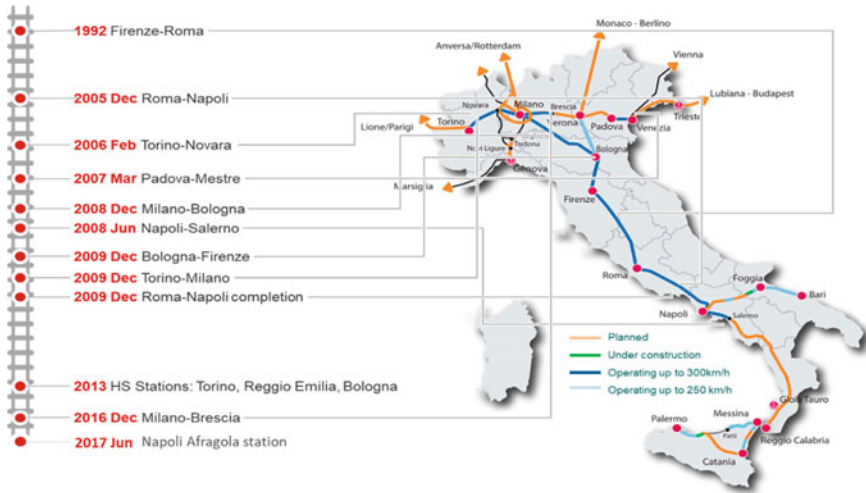 1992 Firenze-Roma
2005 Dec Roma-Napoli
2006 Feb Torino-Novara
2007 Mar Padova-Mestre
2008 Dec Milano-Bologna
2008 Jun Napoli-Salerno
2009 Dec Bologna-Firenze
2009 Dec Torino-Milano
2009 Dec Roma-Napoli completion
2013 HS Stations: Torino, Reggio Emilia, Bologna
2016 Dec Milano-Brescia
2017 Jun Napoli Afragola station
Monaco - Berlino
Anversa/Rotterdam
Vienna
Lubiana - Budapest
Novara
Milano
Brescia
Verona
Padova
Venezia
Trieste
Torino
Lione/Parigi
Novi Ligure
Tortona
Genova
Bologna
Marsiglia
Firenze
Roma
Foggia
Bari
Napoli
Salerno
Planned
Under construction
Operating up to 300km/h
Operating up to 250 km/h
Gioia Tauro
Palermo
Messina
Patti
Reggio Calabria
Catania